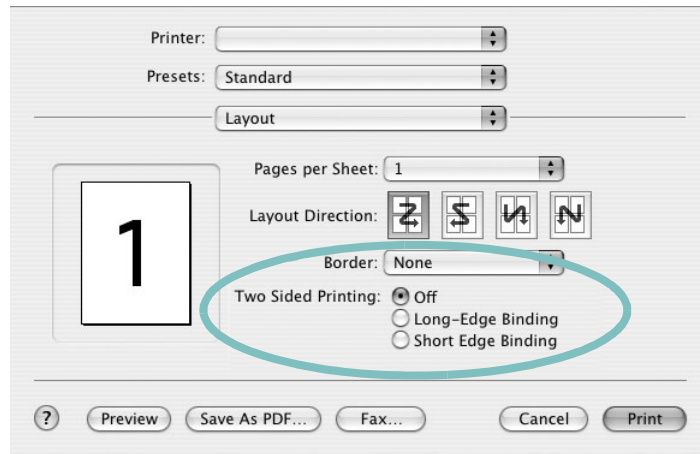 Printer:
Presets: Standard
Layout
Pages per Sheet: 1
Layout Direction:
1
Border: None
Two Sided Printing: Off
Long-Edge Binding
Short Edge Binding
? Preview Save As PDF... Fax... Cancel Print